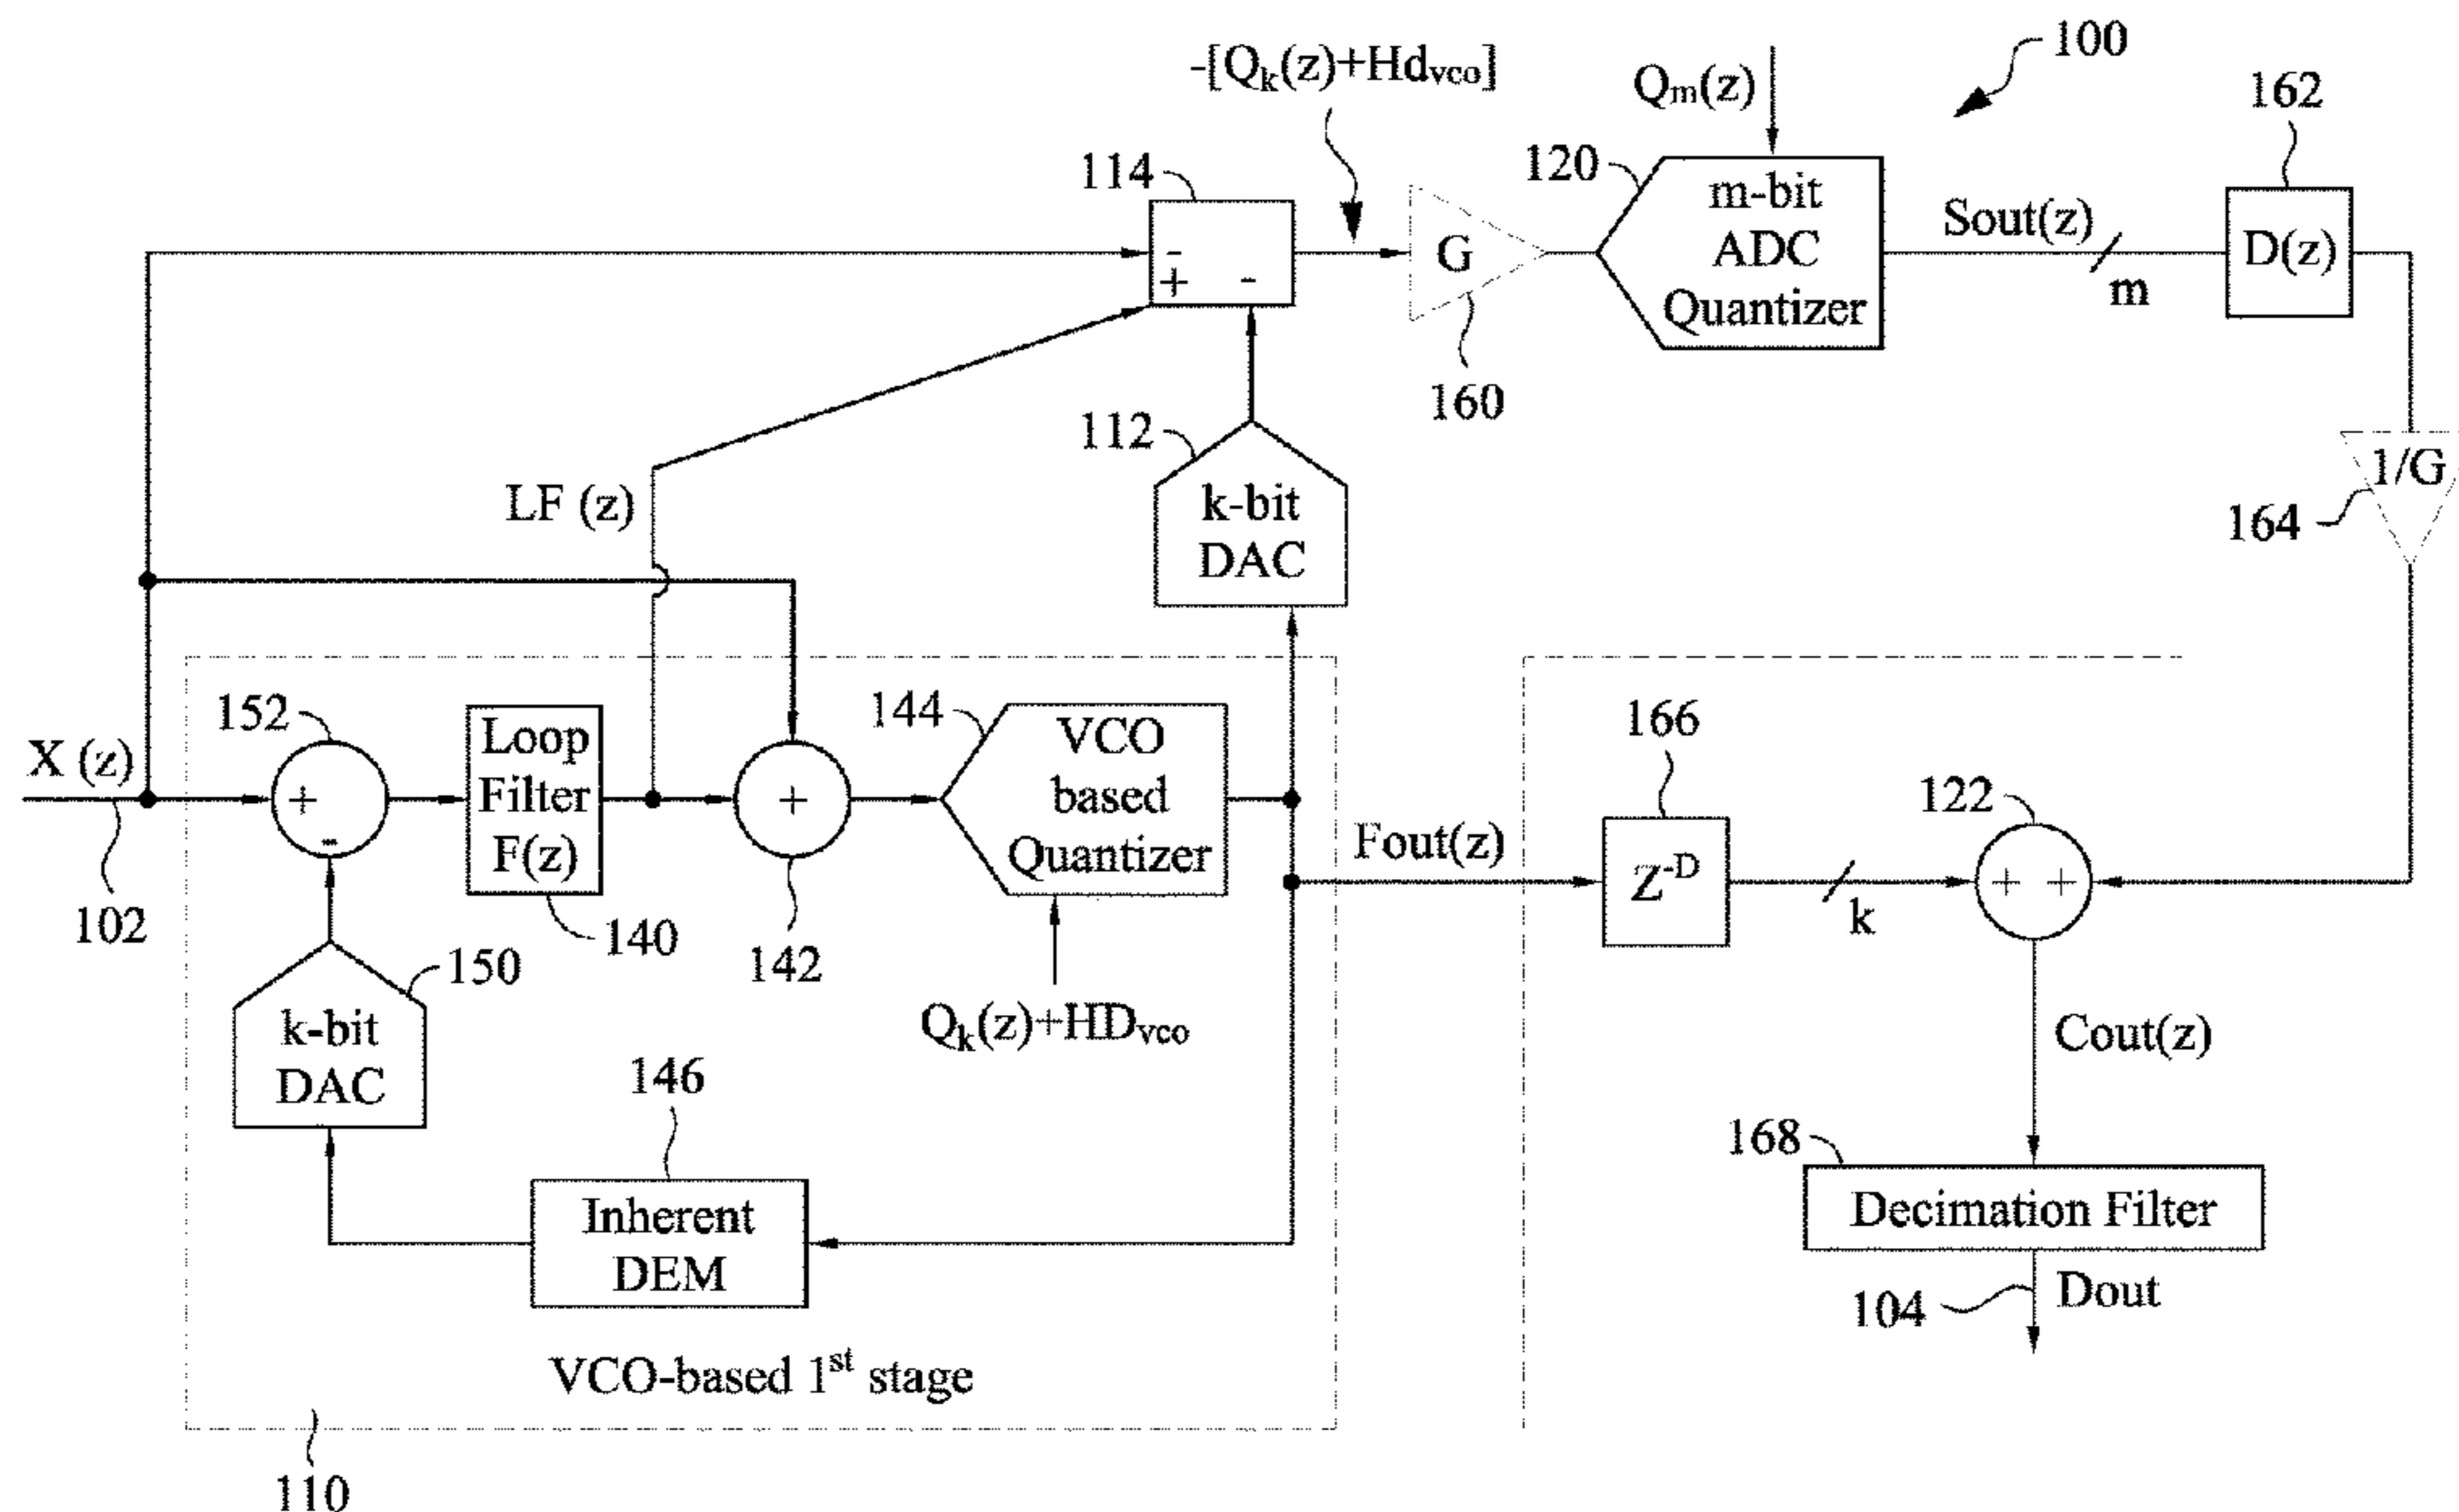 100
-[Qk(z)+Hdvco]
Qm(z)
162
114
120
m-bit
ADC
Quantizer
Sout(z)
m
D(z)
-
+
-
G
160
112
k-bit
DAC
LF (z)
1/G
164
X (z)
102
152
+
-
Loop
Filter
F(z)
140
+
142
144
VCO
based
Quantizer
Qk(z)+HDvco
Fout(z)
166
Z-D
k
122
+ +
150
k-bit
DAC
146
Inherent
DEM
Cout(z)
168
Decimation Filter
104
Dout
VCO-based 1st stage
110